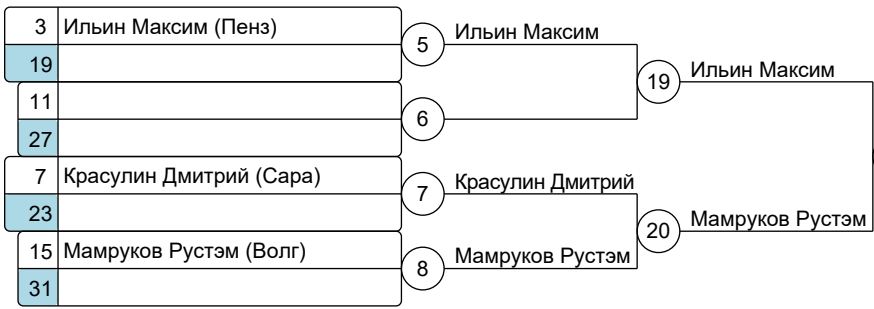 3 Ильин Максим (Пенз)
19
5 Ильин Максим
11
27
6
19 Ильин Максим
7 Красулин Дмитрий (Сара)
23
7 Красулин Дмитрий
15 Мамруков Рустэм (Волг)
31
8 Мамруков Рустэм
20 Мамруков Рустэм